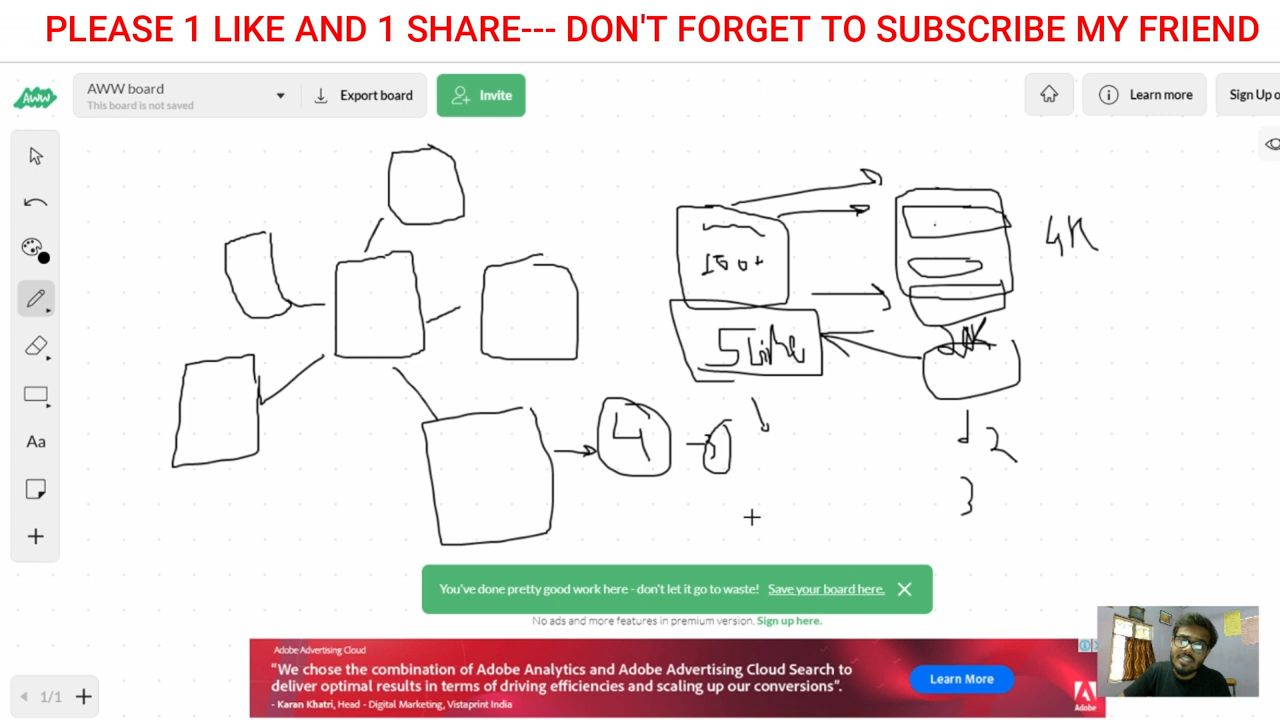 PLEASE 1 LIKE AND 1 SHARE--- DON'T FORGET TO SUBSCRIBE MY FRIEND
AWW
AWW board
This board is not saved
Export board
Invite
Learn more
Sign Up o
Aa
100+
4K
5
4
2
3
You've done pretty good work here - don't let it go to waste! Save your board here.
No ads and more features in premium version. Sign up here.
Adobe Advertising Cloud
“We chose the combination of Adobe Analytics and Adobe Advertising Cloud Search to
deliver optimal results in terms of driving efficiencies and scaling up our conversions”.
- Karan Khatri, Head - Digital Marketing, Vistaprint India
Learn More
Adobe
1/1